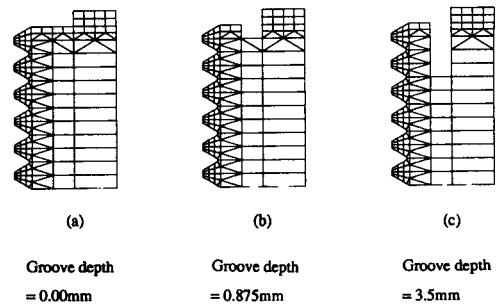 (a) (b) (c)
Groove depth Groove depth Groove depth
= 0.00mm = 0.875mm = 3.5mm